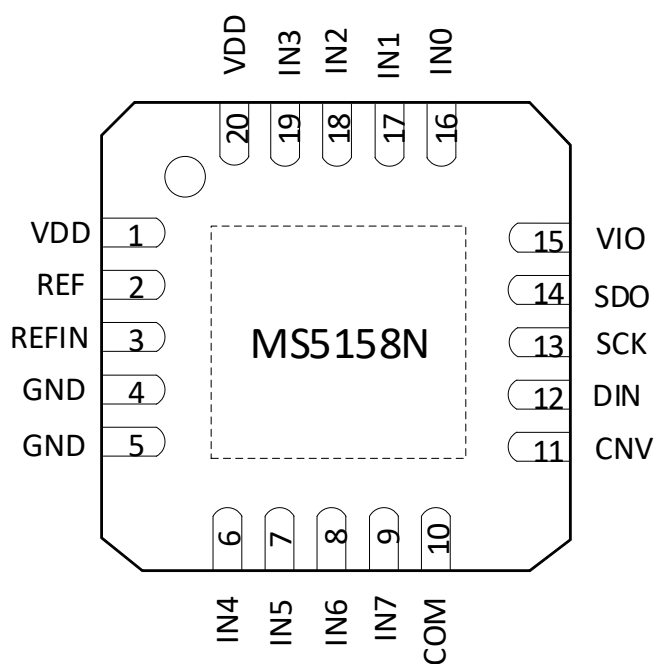 VDD IN3 IN2 IN1 IN0
20 19 18 17 16
VDD 1
REF 2
REFIN 3
GND 4
GND 5
MS5158N
15 VIO
14 SDO
13 SCK
12 DIN
11 CNV
6 7 8 9 10
IN4 IN5 IN6 IN7 COM